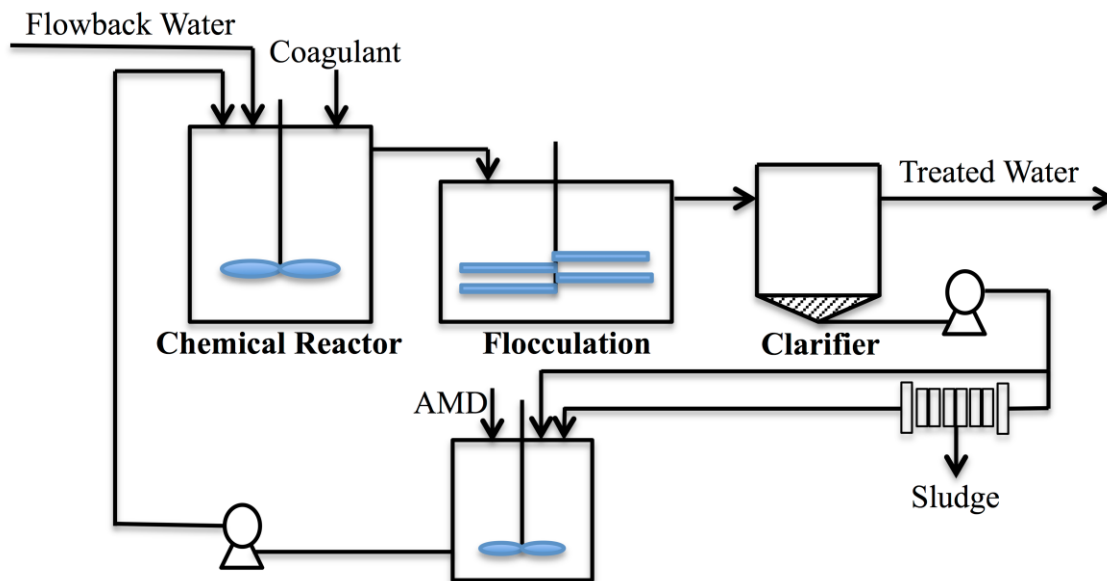 Flowback Water
Coagulant
Treated Water
Chemical Reactor
Flocculation
Clarifier
AMD
Sludge